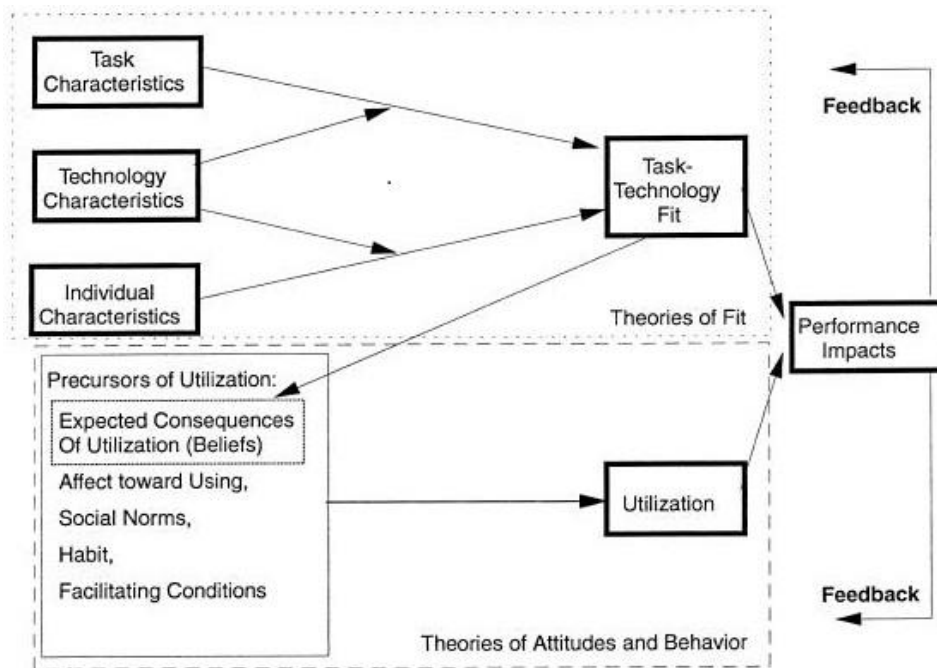 Task
Characteristics
Technology
Characteristics
Individual
Characteristics
Task-
Technology
Fit
Theories of Fit
Feedback
Performance
Impacts
Precursors of Utilization:
Expected Consequences
Of Utilization (Beliefs)
Affect toward Using,
Social Norms,
Habit,
Facilitating Conditions
Utilization
Theories of Attitudes and Behavior
Feedback